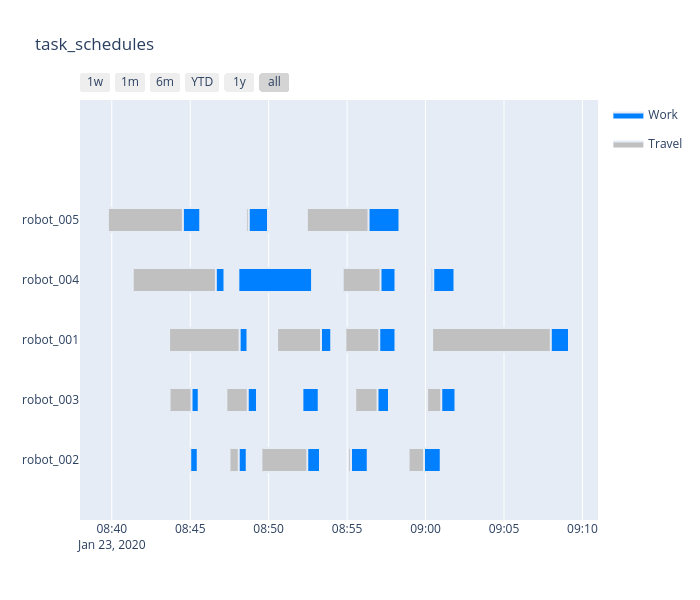 task_schedules
1w 1m 6m YTD 1y all
Work
Travel
robot_005
robot_004
robot_001
robot_003
robot_002
08:40 08:45 08:50 08:55 09:00 09:05 09:10
Jan 23, 2020